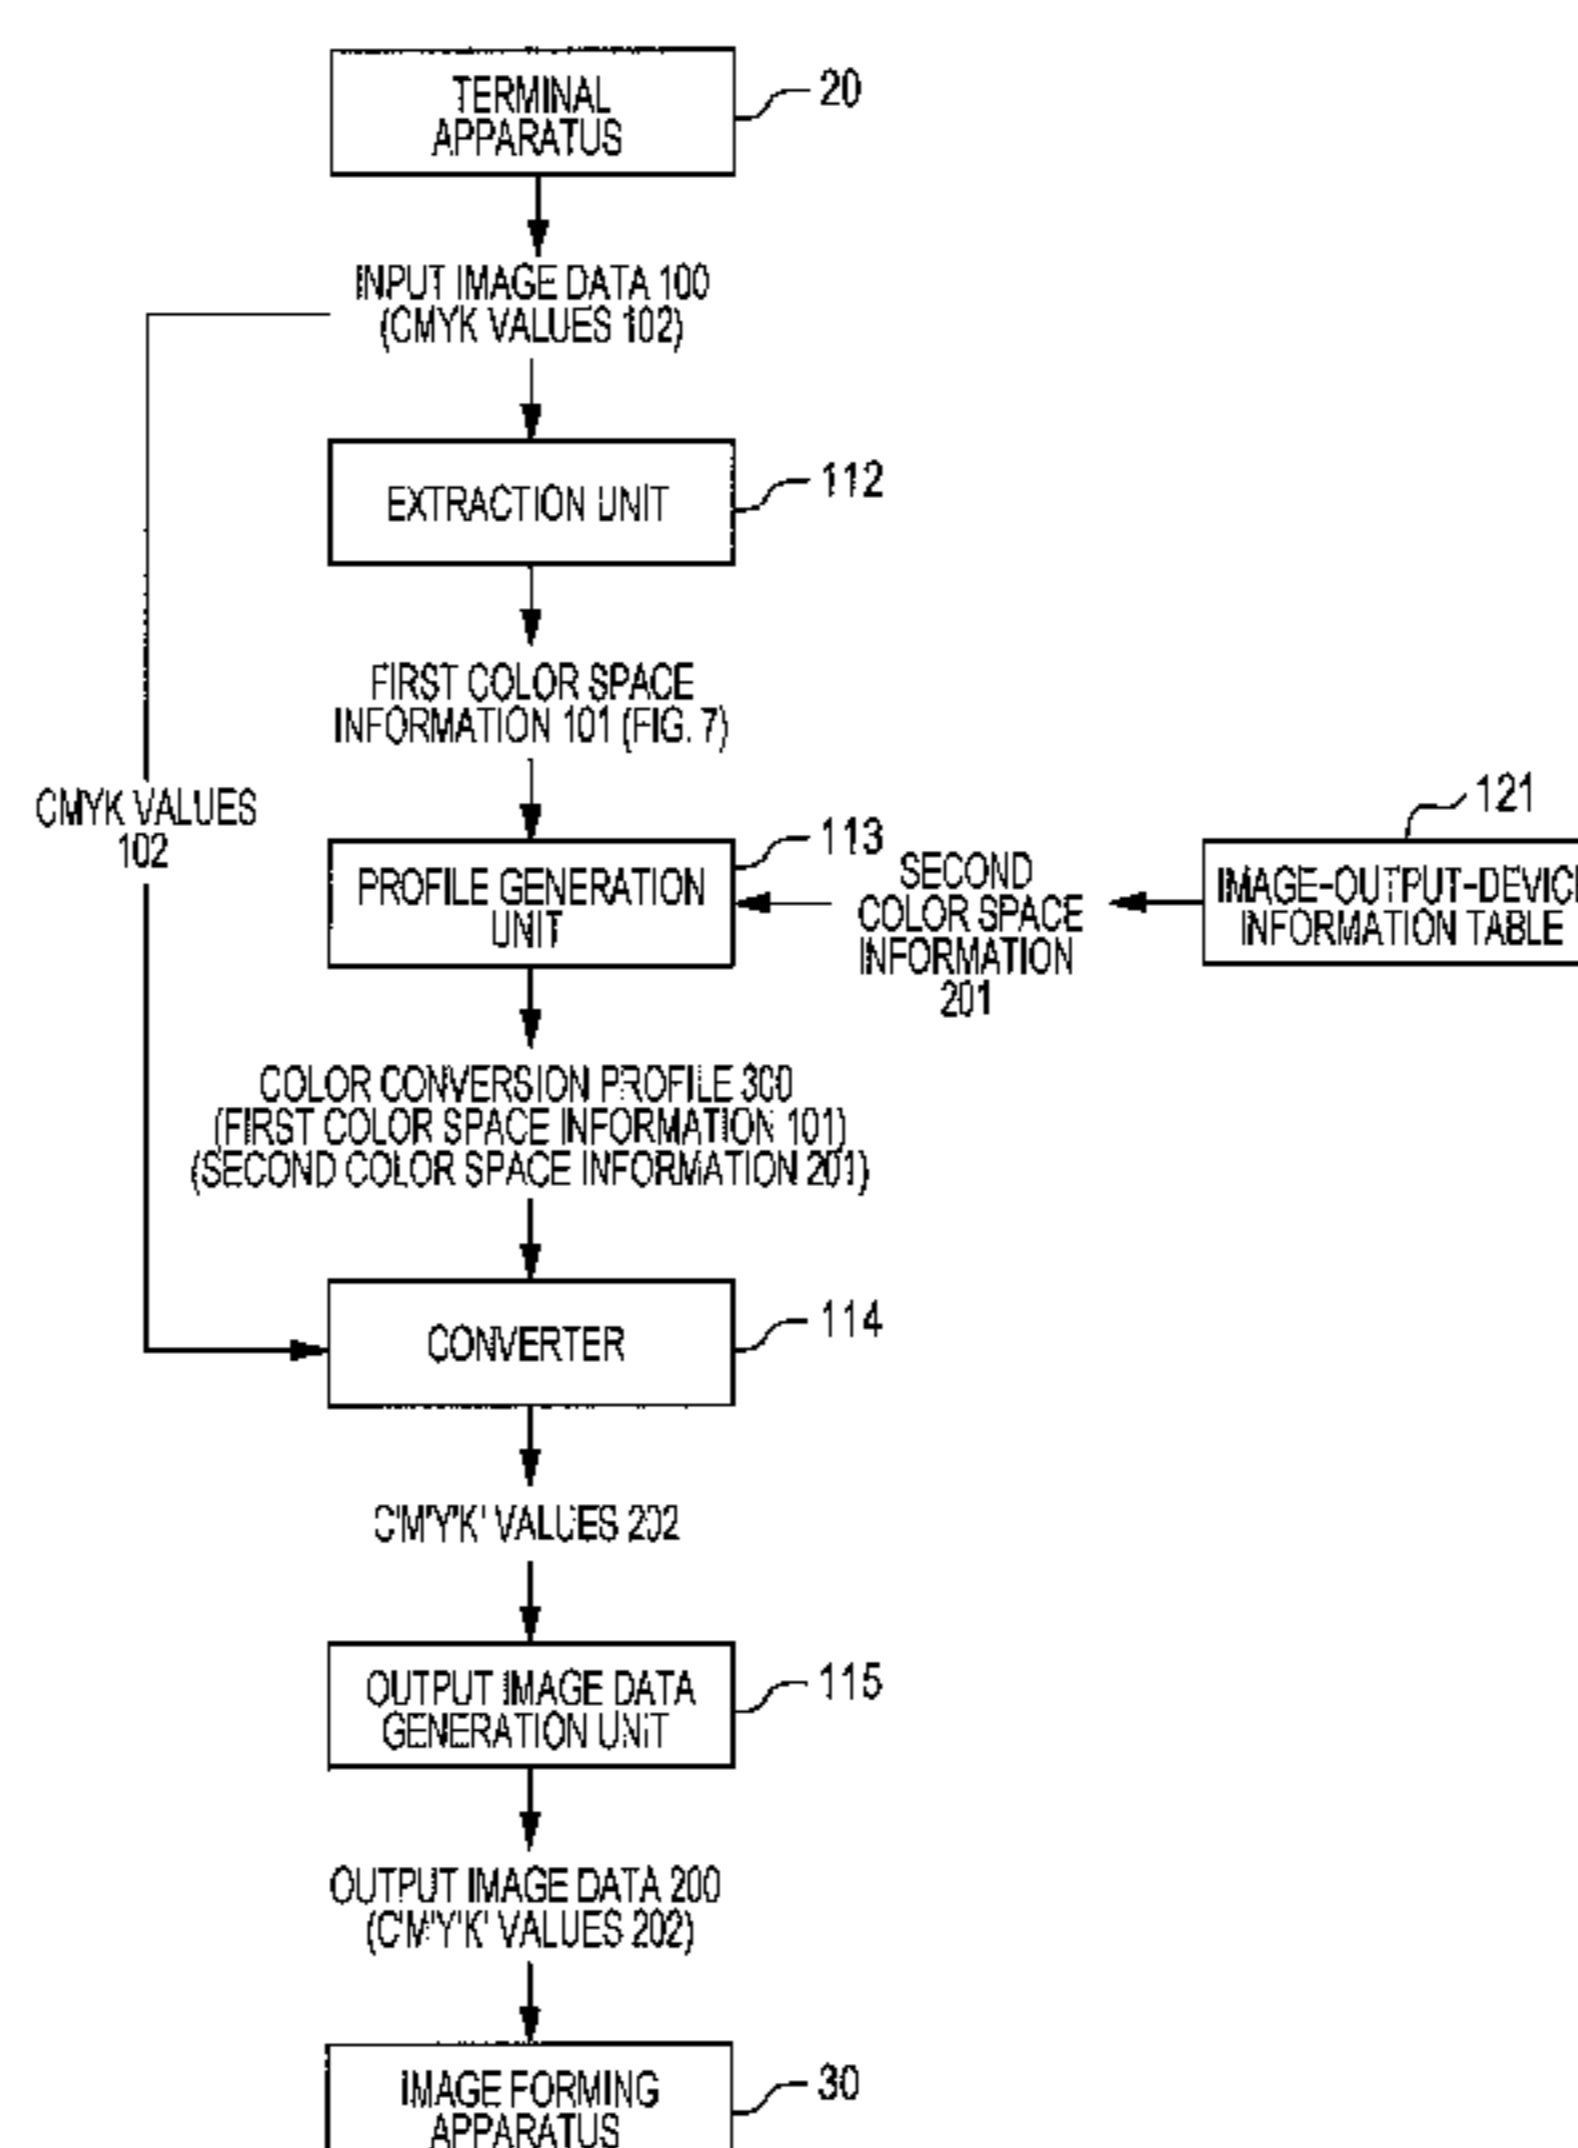 TERMINAL
APPARATUS
20
INPUT IMAGE DATA 100
(CMYK VALUES 102)
EXTRACTION UNIT
112
FIRST COLOR SPACE
INFORMATION 101 (FIG. 7)
CMYK VALUES
102
PROFILE GENERATION
UNIT
113
SECOND
COLOR SPACE
INFORMATION
201
121
IMAGE-OUTPUT-DEVIC
INFORMATION TABLE
COLOR CONVERSION PROFILE 300
(FIRST COLOR SPACE INFORMATION 101)
(SECOND COLOR SPACE INFORMATION 201)
CONVERTER
114
C'M'Y'K' VALUES 202
OUTPUT IMAGE DATA
GENERATION UNIT
115
OUTPUT IMAGE DATA 200
(C'M'Y'K' VALUES 202)
IMAGE FORMING
APPARATUS
30